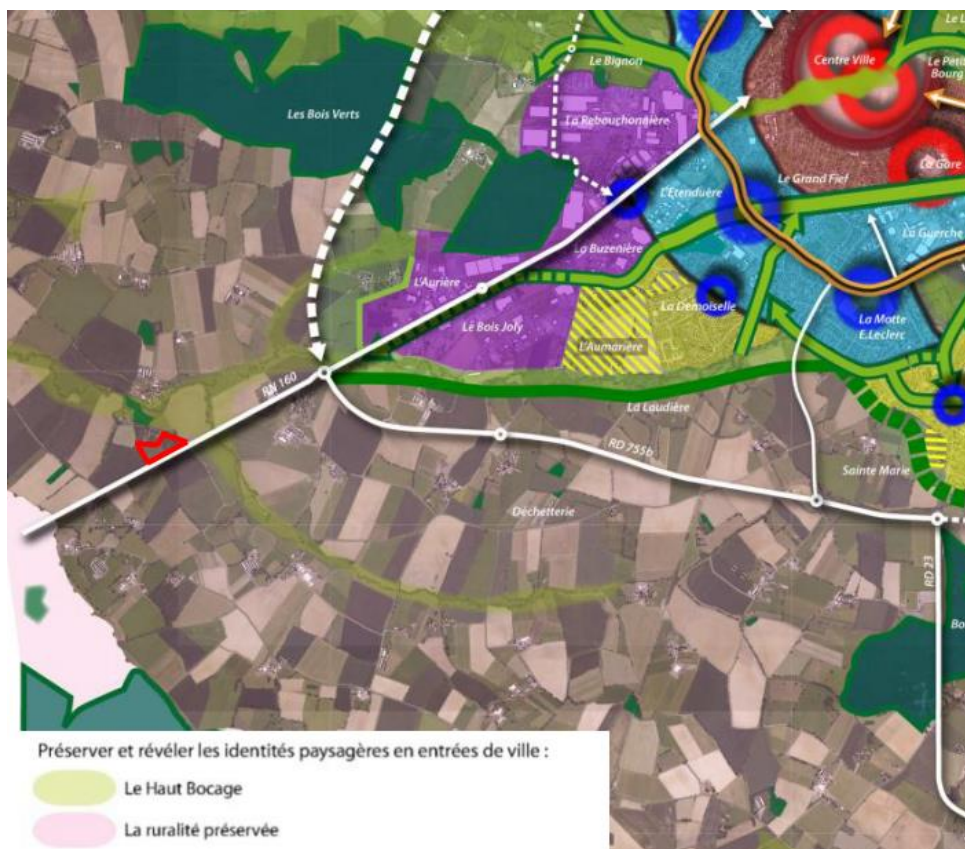 Le Bignon
Centre Ville
Le Petit
Bourg
Les Bois Verts
La Rebouchonnière
La Gare
L'Etenduère
Le Grand Fief
La Guerche
La Buzenière
L'Aurière
La Demoiselle
Le Bois Joly
La Motte
E.Leclerc
L'Aumarière
RN 160
La Laudière
RD 755b
Sainte Marie
Déchetterie
RD 23
Préserver et révéler les identités paysagères en entrées de ville :
Le Haut Bocage
La ruralité préservée